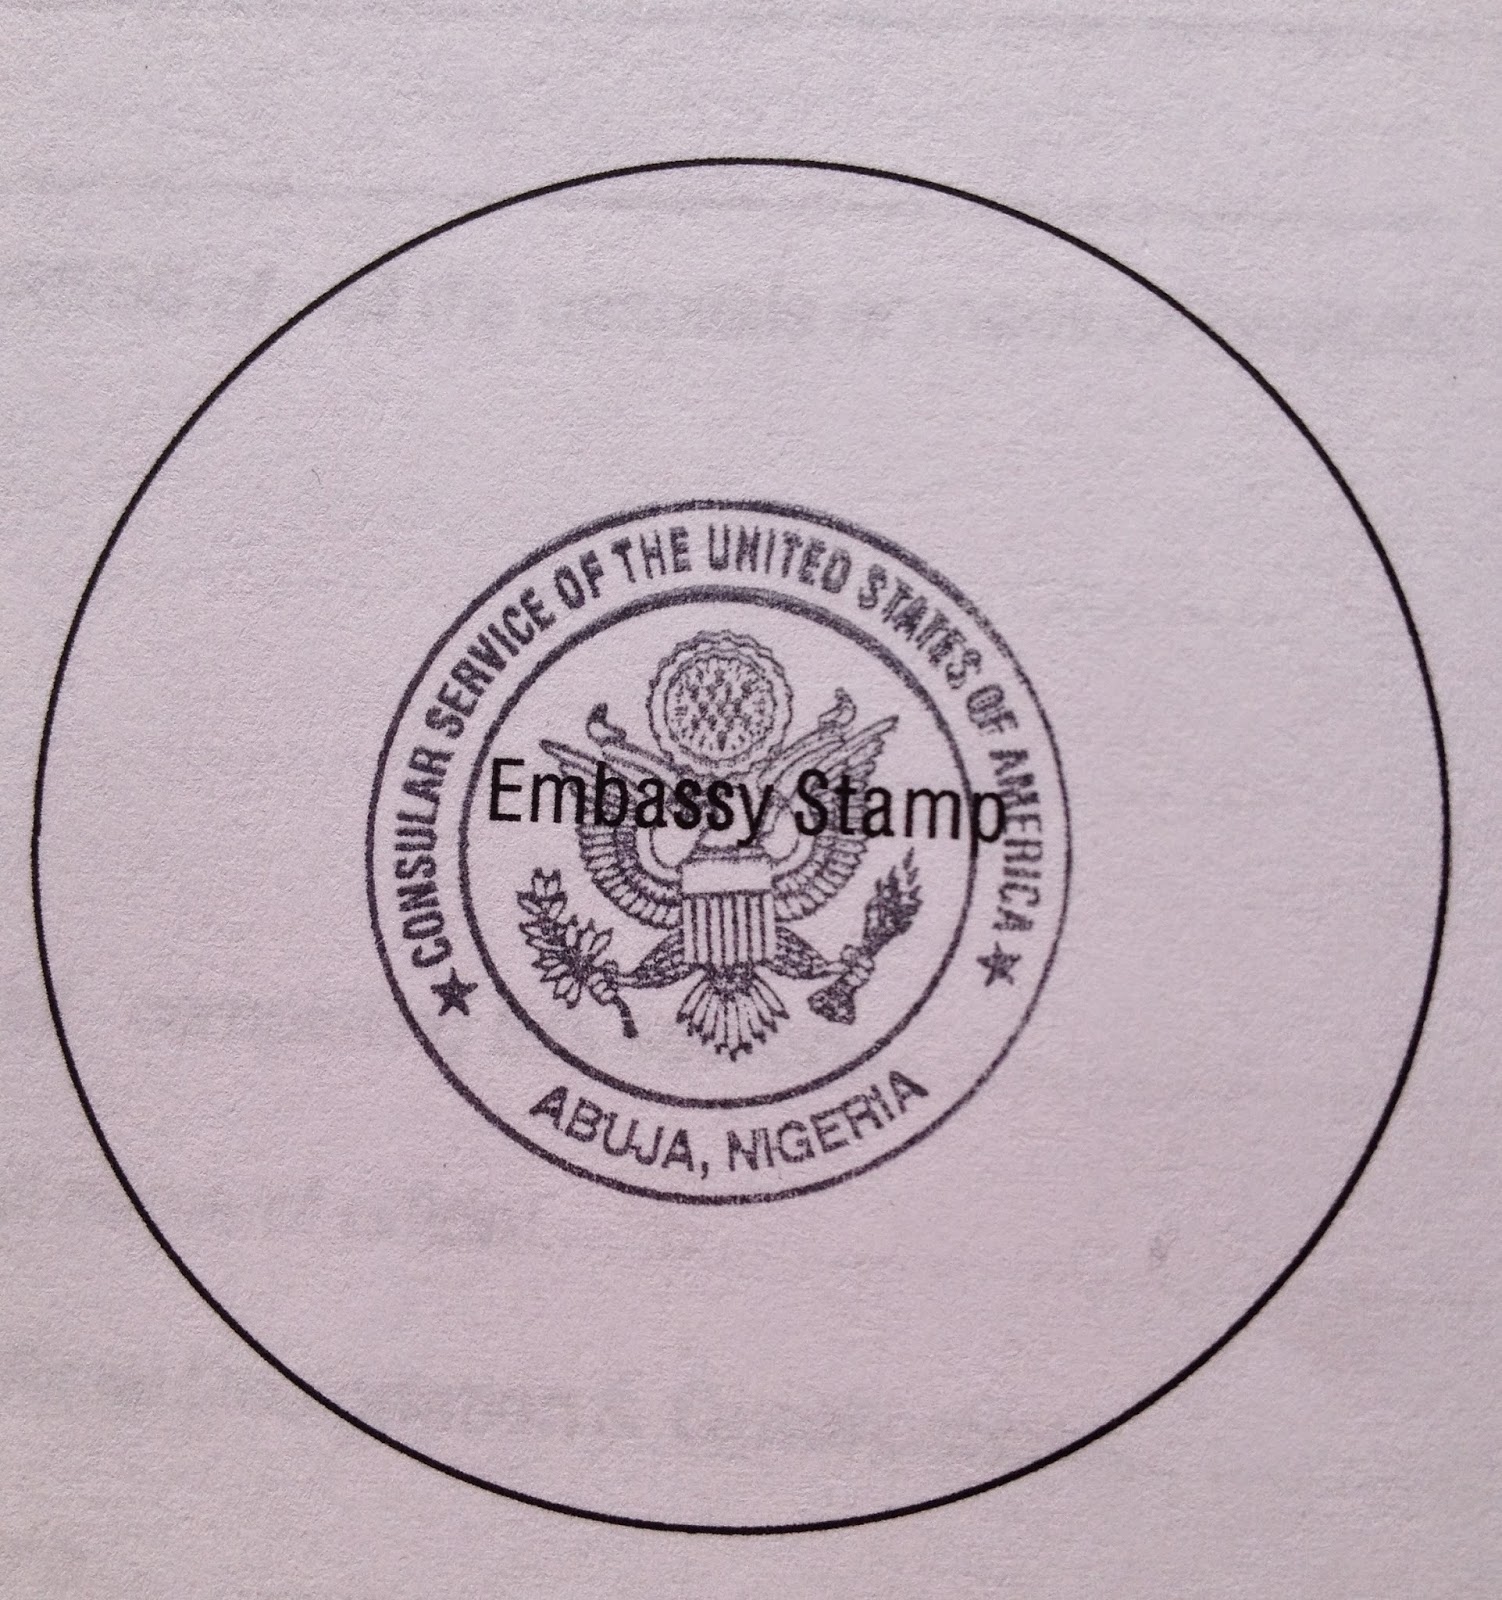 CONSULAR SERVICE OF THE UNITED STATES OF AMERICA
Embassy Stamp
ABUJA, NIGERIA